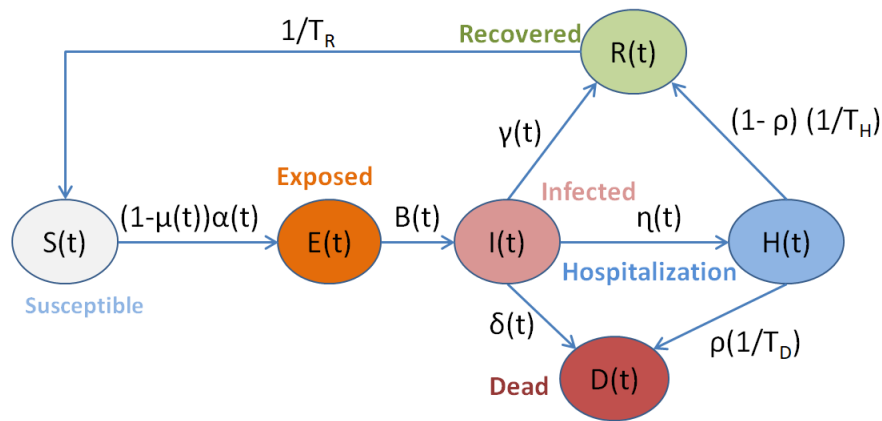 1/T_R
Recovered
R(t)
γ(t)
(1- ρ) (1/T_H)
Exposed
Infected
(1-μ(t))α(t)
B(t)
η(t)
S(t)
E(t)
I(t)
H(t)
Hospitalization
Susceptible
δ(t)
ρ(1/T_D)
Dead
D(t)